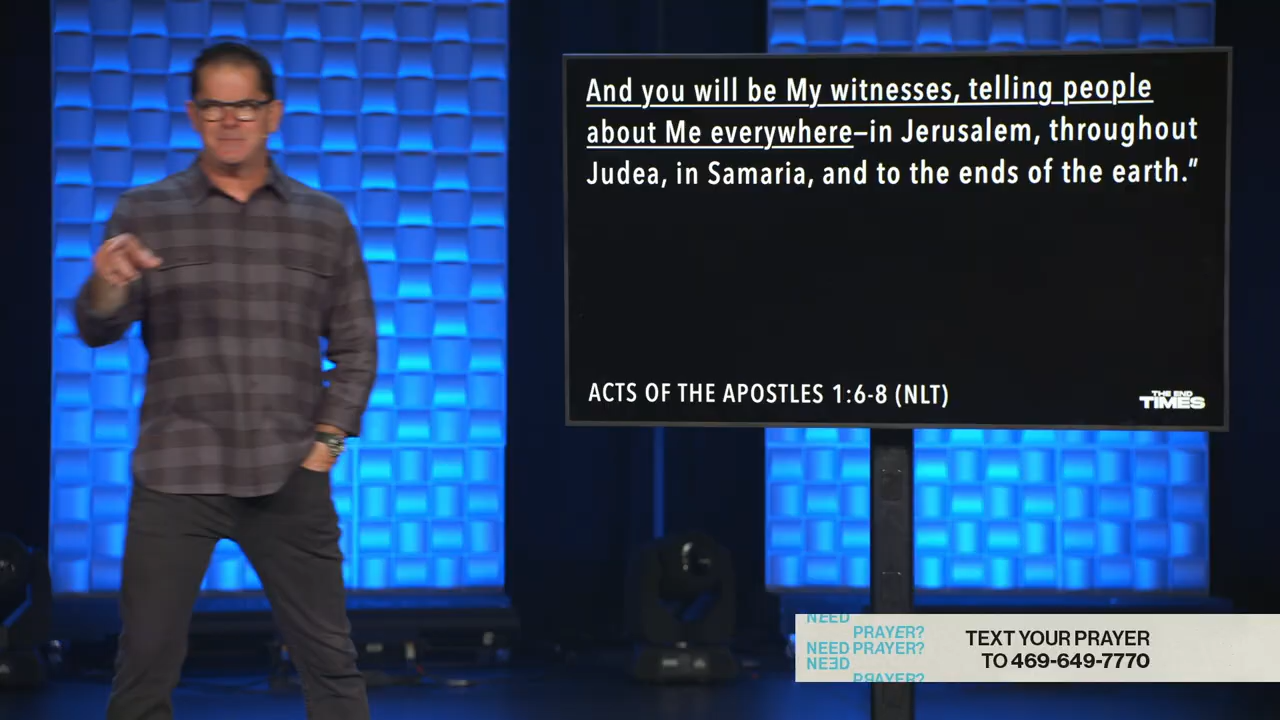 And you will be My witnesses, telling people
about Me everywhere—in Jerusalem, throughout
Judea, in Samaria, and to the ends of the earth.”
ACTS OF THE APOSTLES 1:6-8 (NLT)
THE END
TIMES
NEED
PRAYER?
NEED PRAYER?
NEED
PRAYER?
TEXT YOUR PRAYER
TO 469-649-7770